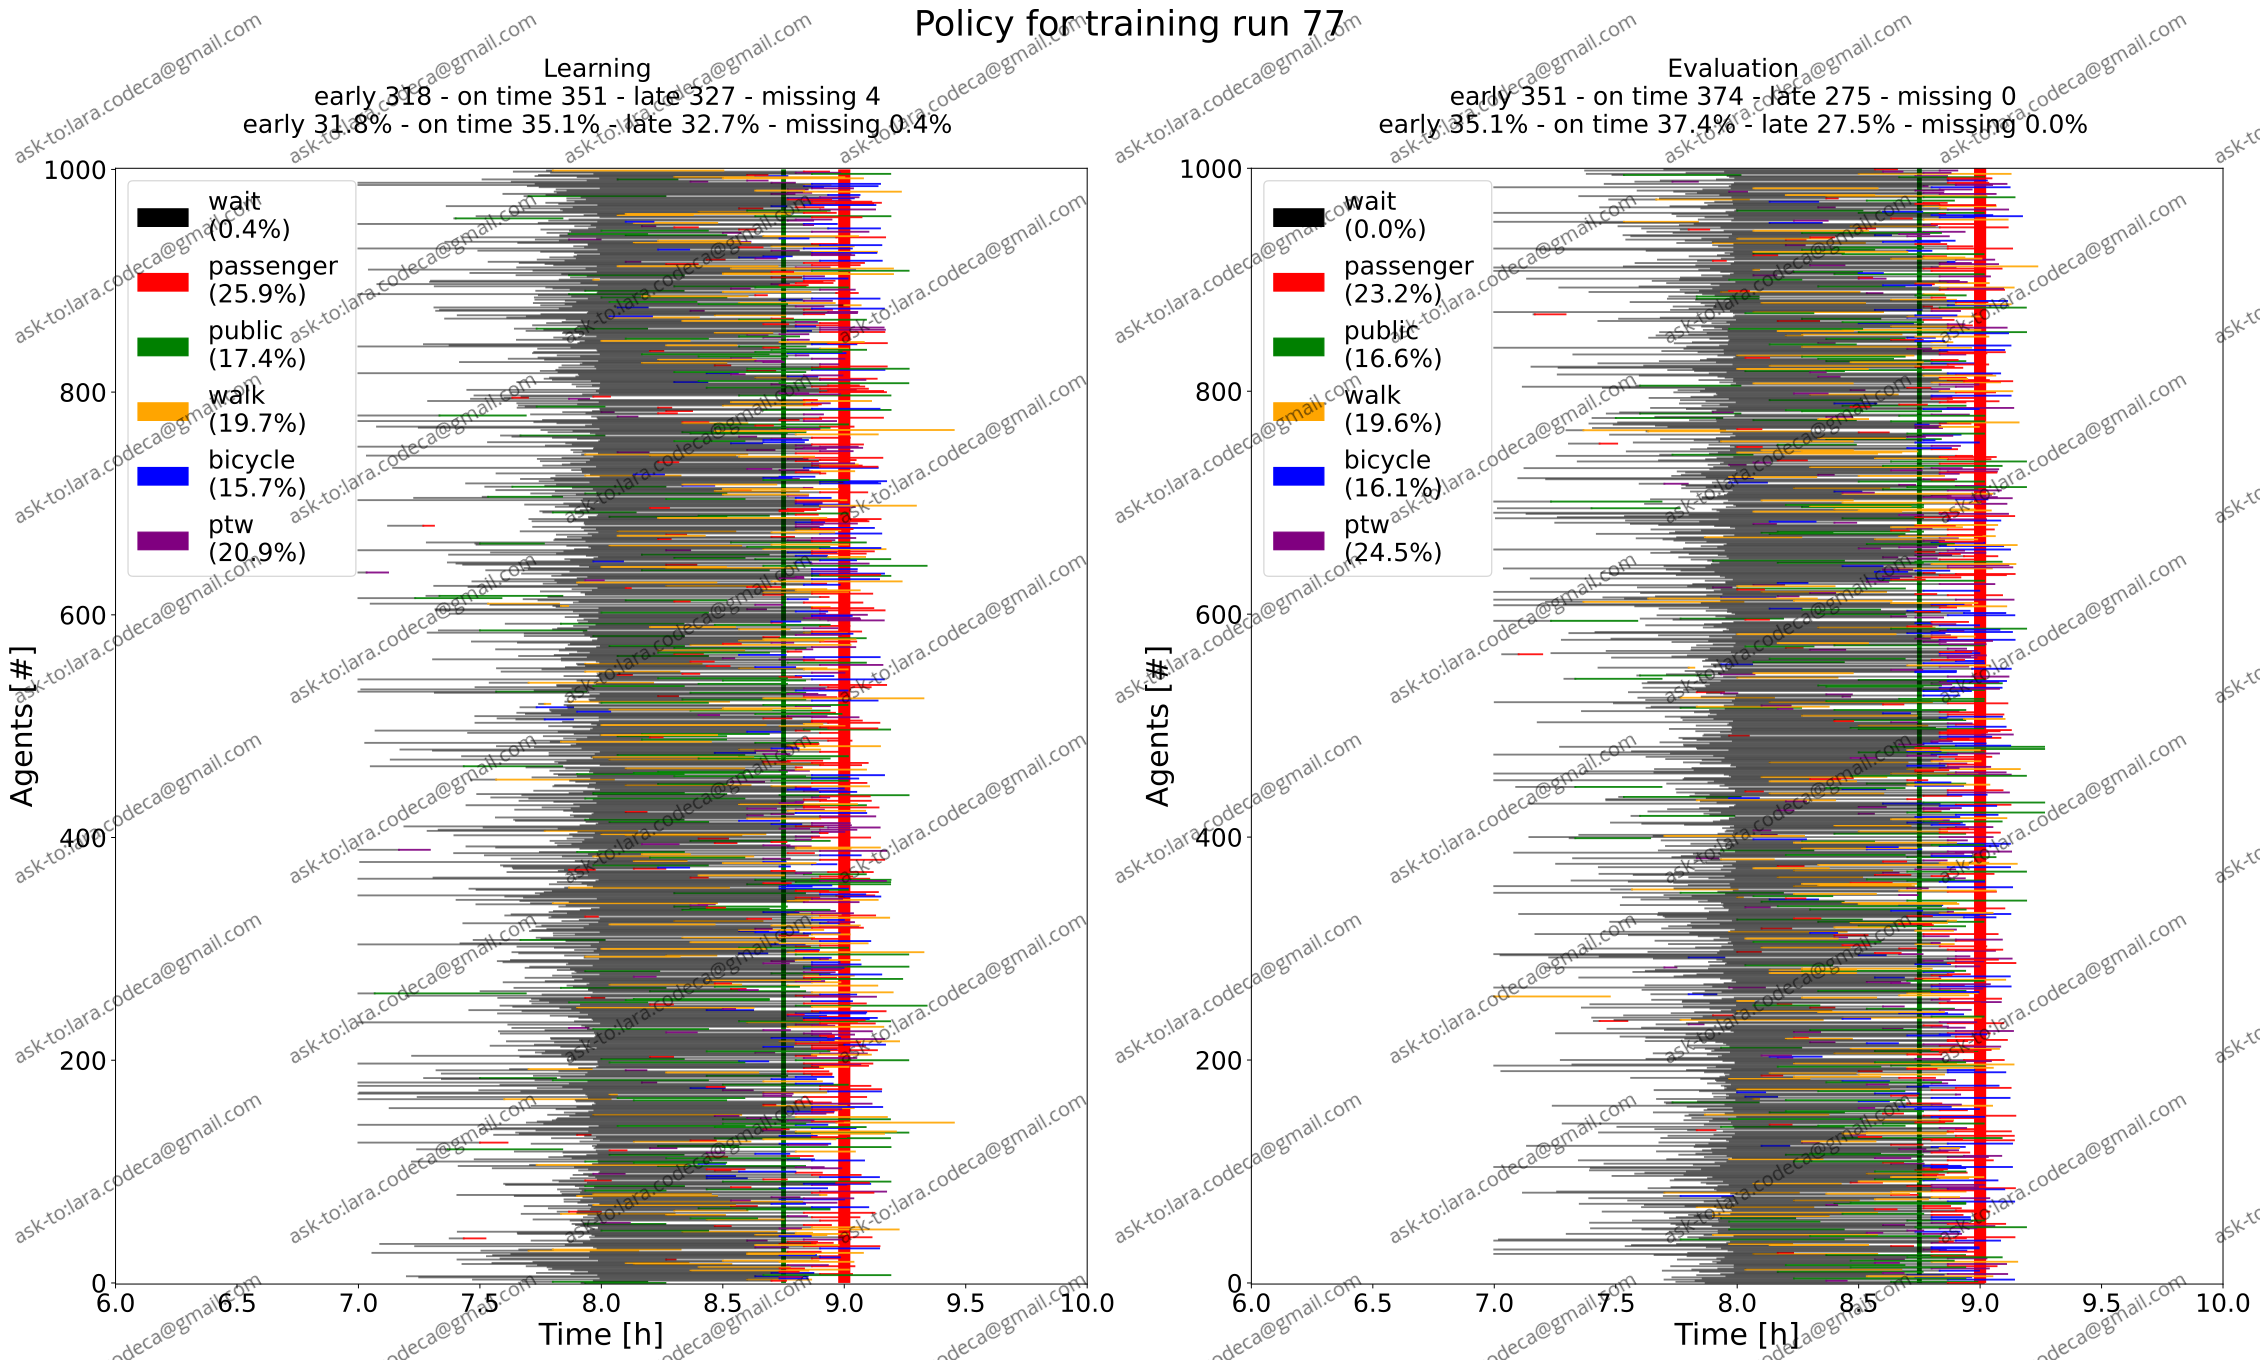 Policy for training run 77
Learning
early 318 - on time 351 - late 327 - missing 4
early 31.8% - on time 35.1% - late 32.7% - missing 0.4%
1000
800
600
400
200
0
Agents [#]
wait
(0.4%)
passenger
(25.9%)
public
(17.4%)
walk
(19.7%)
bicycle
(15.7%)
ptw
(20.9%)
6.0 6.5 7.0 7.5 8.0 8.5 9.0 9.5 10.0
Time [h]
Evaluation
early 351 - on time 374 - late 275 - missing 0
early 35.1% - on time 37.4% - late 27.5% - missing 0.0%
1000
800
600
400
200
0
Agents [#]
wait
(0.0%)
passenger
(23.2%)
public
(16.6%)
walk
(19.6%)
bicycle
(16.1%)
ptw
(24.5%)
6.0 6.5 7.0 7.5 8.0 8.5 9.0 9.5 10.0
Time [h]
ask-to:lara.codeca@gmail.com